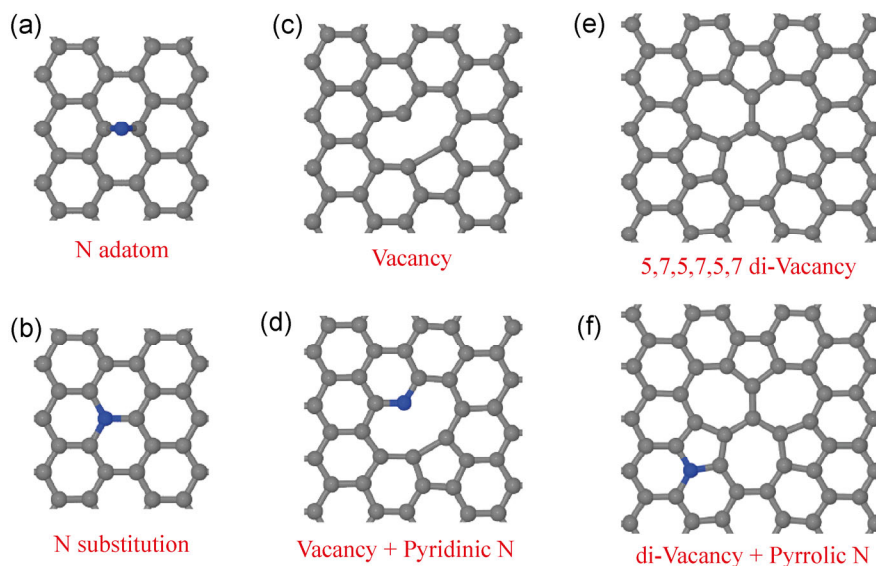 (a)
(c)
(e)
N adatom
Vacancy
5,7,5,7,5,7 di-Vacancy
(b)
(d)
(f)
N substitution
Vacancy + Pyridinic N
di-Vacancy + Pyrrolic N